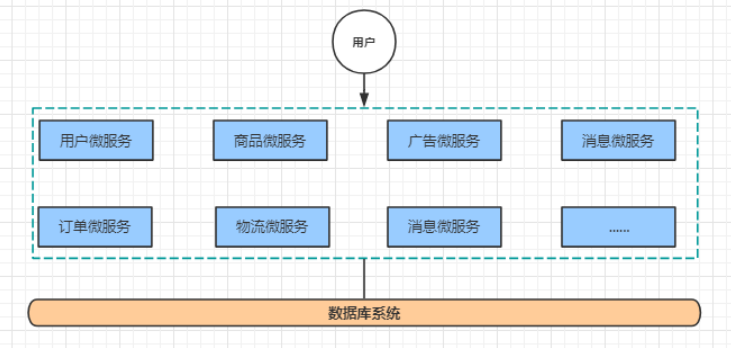 用户
用户微服务
商品微服务
广告微服务
消息微服务
订单微服务
物流微服务
消息微服务
......
数据库系统